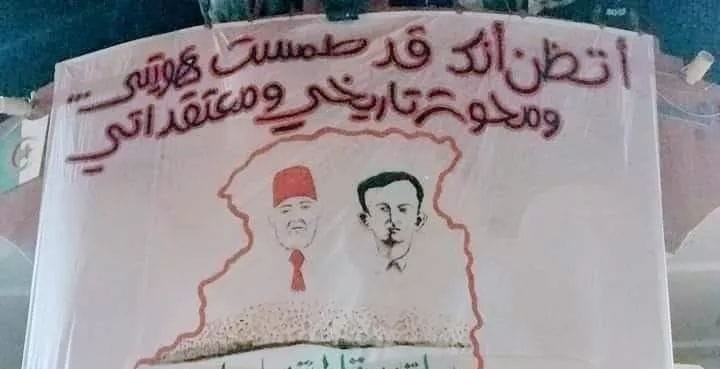 أتظن أنك قد طمست هويتي...
ومحوت تاريخي ومعتقداتي